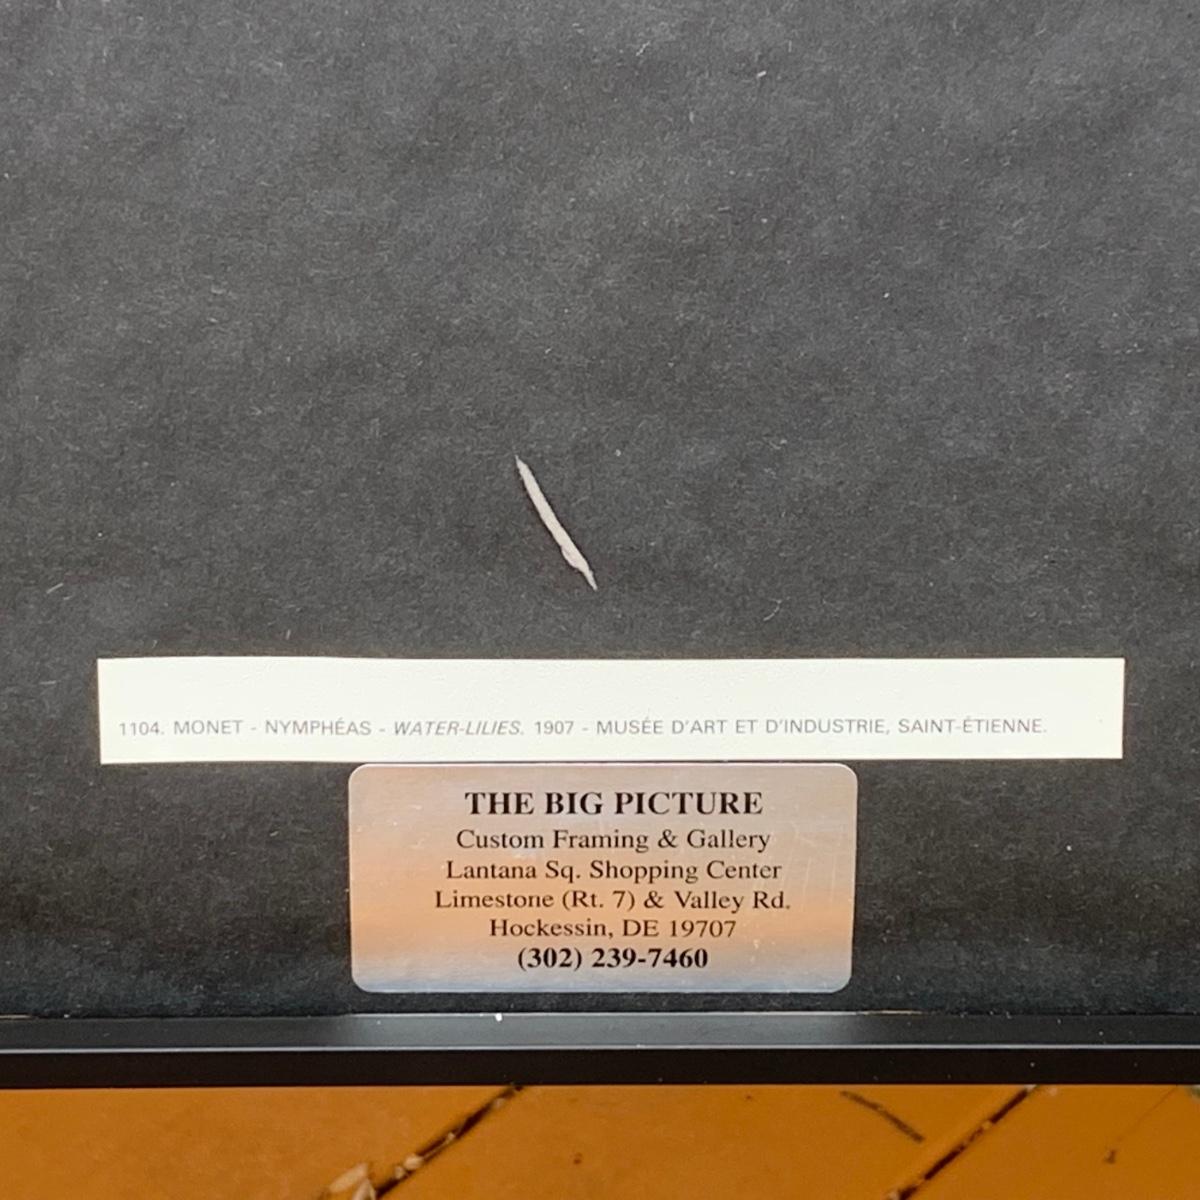 1104. MONET - NYMPHÉAS - WATER-LILIES. 1907 - MUSÉE D'ART ET D'INDUSTRIE, SAINT-ÉTIENNE.
THE BIG PICTURE
Custom Framing & Gallery
Lantana Sq. Shopping Center
Limestone (Rt. 7) & Valley Rd.
Hockessin, DE 19707
(302) 239-7460